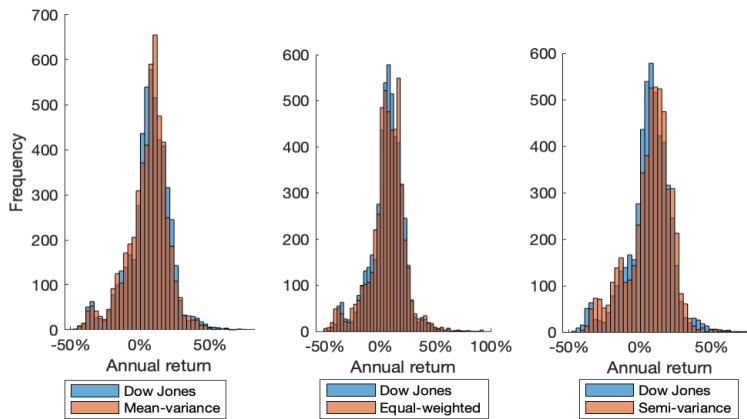 Frequency
700
600
500
400
300
200
100
0
-50% 0% 50%
Annual return
Dow Jones
Mean-variance
600
500
400
300
200
100
0
-50% 0% 50% 100%
Annual return
Dow Jones
Equal-weighted
600
500
400
300
200
100
0
-50% 0% 50%
Annual return
Dow Jones
Semi-variance